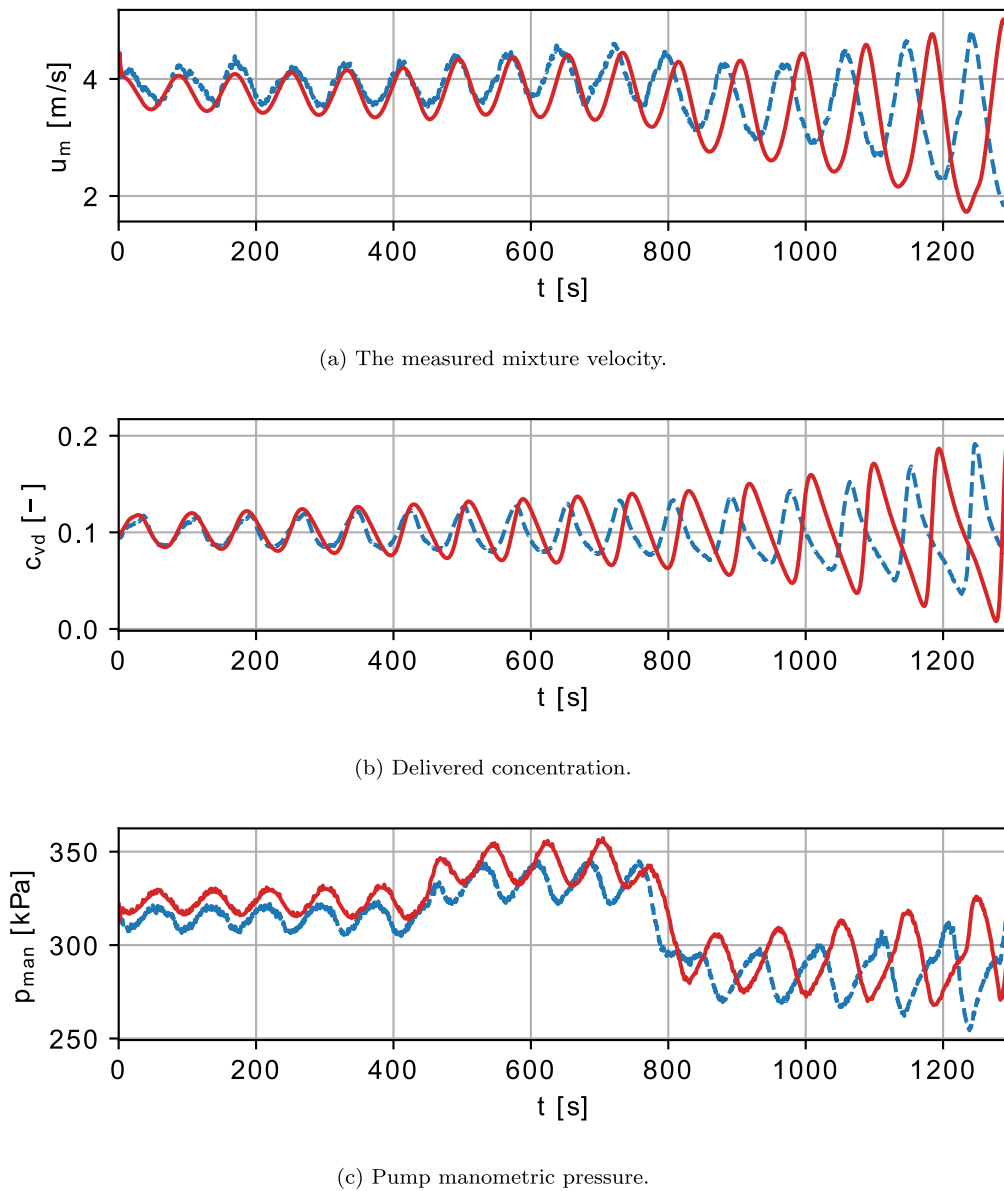 4
2
u_m [m/s]
0 200 400 600 800 1000 1200
t [s]
(a) The measured mixture velocity.
0.2
0.1
0.0
c_vd [−]
0 200 400 600 800 1000 1200
t [s]
(b) Delivered concentration.
350
300
250
p_man [kPa]
0 200 400 600 800 1000 1200
t [s]
(c) Pump manometric pressure.